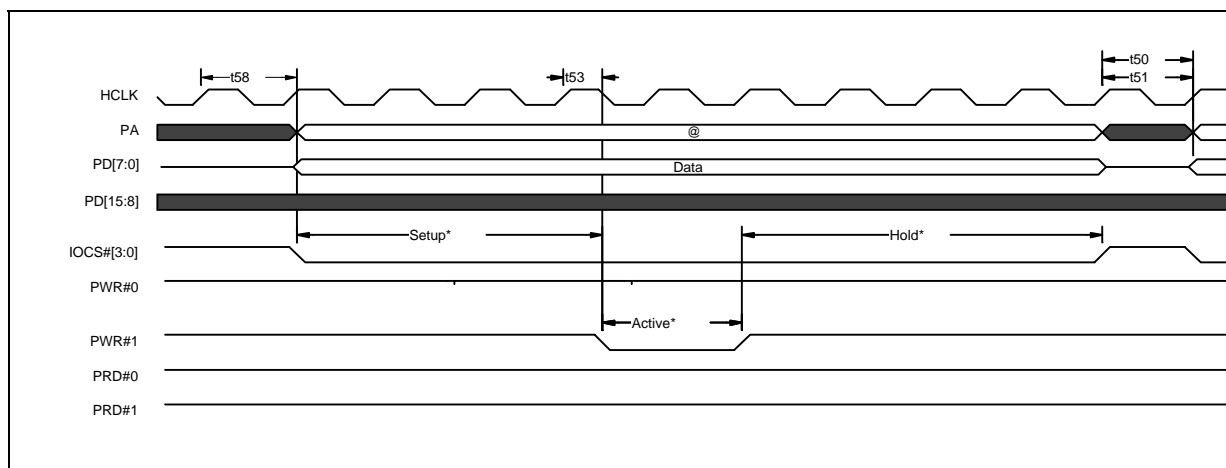 t58
t53
t50
t51
HCLK
PA
@
PD[7:0]
Data
PD[15:8]
Setup*
Hold*
IOCS#[3:0]
PWR#0
Active*
PWR#1
PRD#0
PRD#1